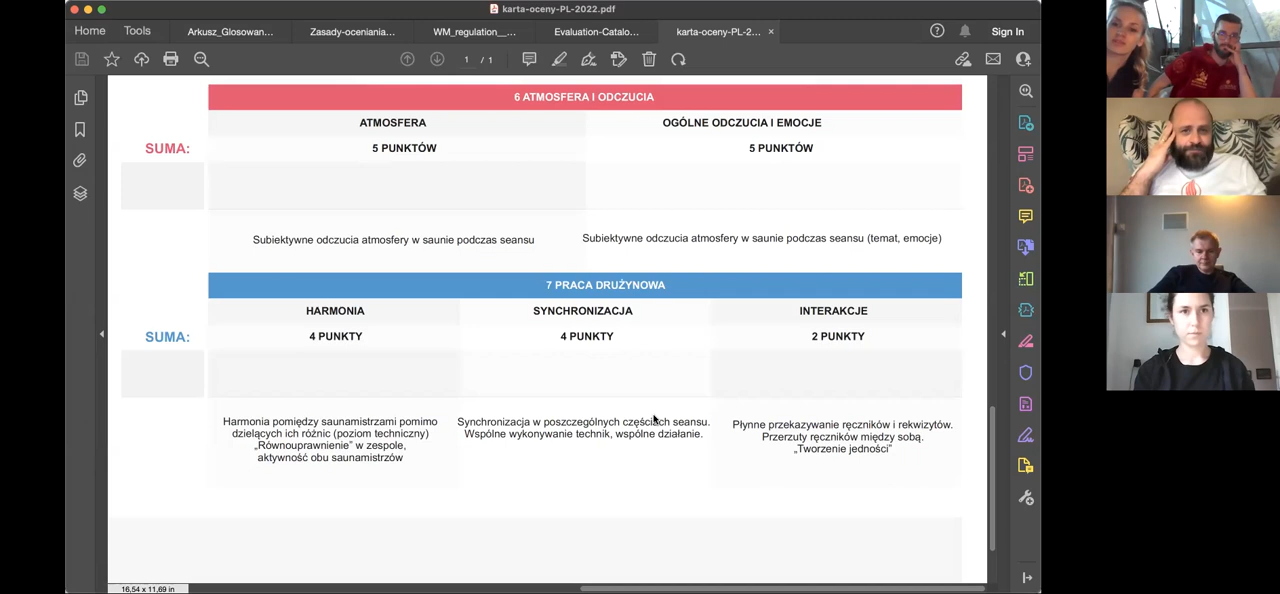 karta-oceny-PL-2022.pdf
Home Tools Arkusz_Glosowan... Zasady-oceniania... WM_regulation__... Evaluation-Catalo... karta-oceny-PL-2... × Sign In
1 / 1
6 ATMOSFERA I ODCZUCIA
ATMOSFERA OGÓLNE ODCZUCIA I EMOCJE
SUMA: 5 PUNKTÓW 5 PUNKTÓW
Subiektywne odczucia atmosfery w saunie podczas seansu Subiektywne odczucia atmosfery w saunie podczas seansu (temat, emocje)
7 PRACA DRUŻYNOWA
HARMONIA SYNCHRONIZACJA INTERAKCJE
SUMA: 4 PUNKTY 4 PUNKTY 2 PUNKTY
Harmonia pomiędzy saunamistrzami pomimo
dzielących ich różnic (poziom techniczny)
„Równouprawnienie” w zespole,
aktywność obu saunamistrzów
Synchronizacja w poszczególnych częściach seansu.
Wspólne wykonywanie technik, wspólne działanie.
Płynne przekazywanie ręczników i rekwizytów.
Przerzuty ręczników między sobą.
„Tworzenie jedności”
16,54 x 11,69 in